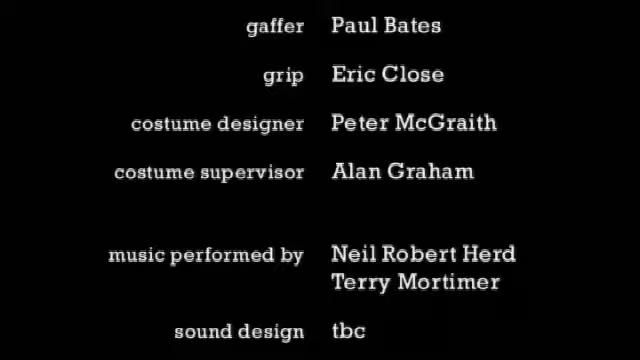 gaffer Paul Bates
grip Eric Close
costume designer Peter McGraith
costume supervisor Alan Graham
music performed by Neil Robert Herd
Terry Mortimer
sound design tbc